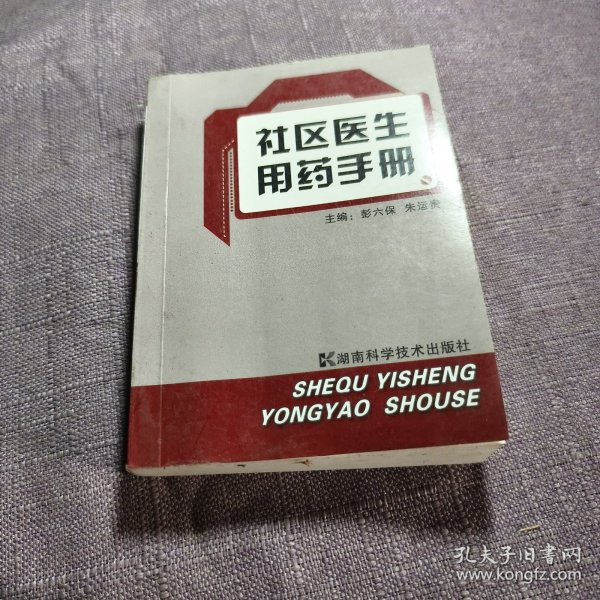 社区医生
用药手册
主编：彭六保 朱运贵
湖南科学技术出版社
SHEQU YISHENG
YONGYAO SHOUSE
孔夫子旧书网
www.kongfz.com